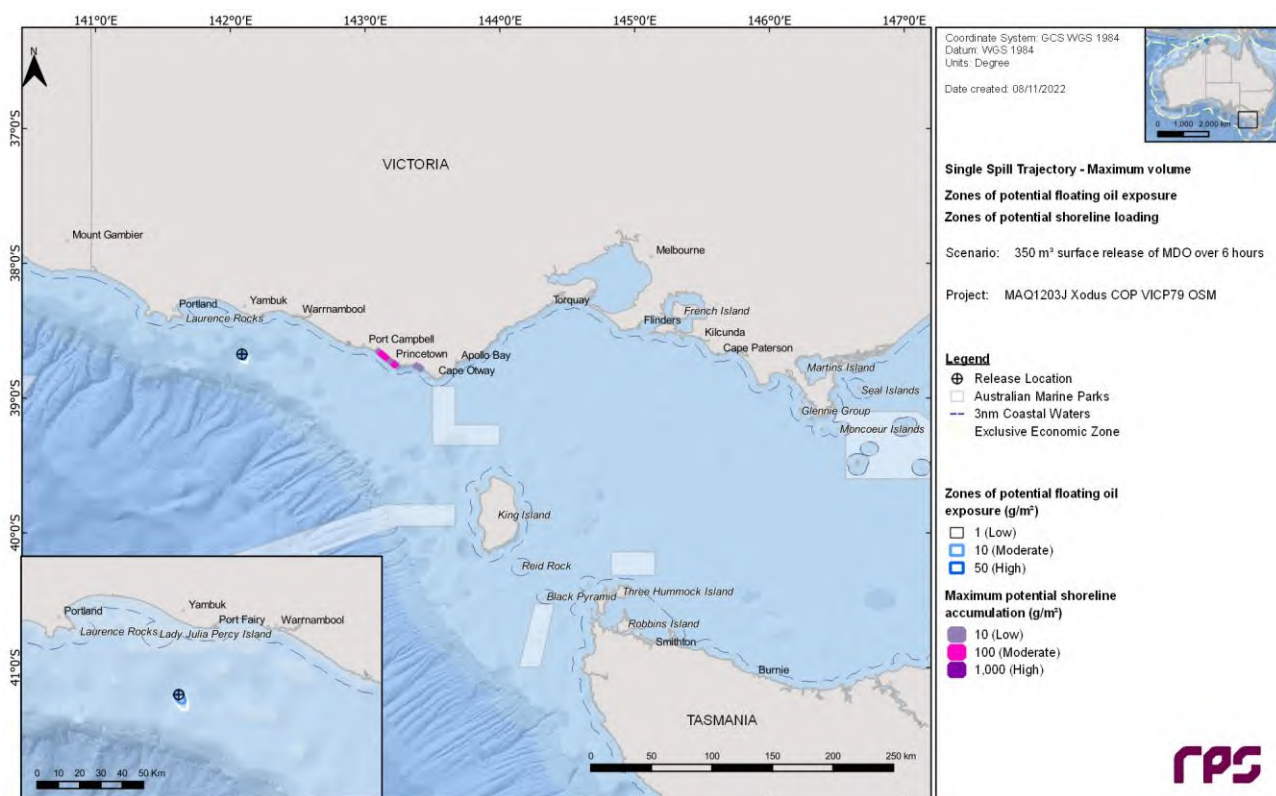 141°0'E 142°0'E 143°0'E 144°0'E 145°0'E 146°0'E 147°0'E
37°0'S
38°0'S
39°0'S
40°0'S
41°0'S
N
VICTORIA
Mount Gambier
Melbourne
Portland
Yambuk
Laurence Rocks
Warrnambool
Torquay
French Island
Flinders
Kilcunda
Port Campbell
Princetown
Apollo Bay
Cape Otway
Cape Paterson
Martins Island
Seal Islands
Glennie Group
Moncoeur Islands
King Island
Reid Rock
Black Pyramid
Three Hummock Island
Robbins Island
Smithton
Burnie
TASMANIA
0 50 100 150 200 250 km
Portland
Yambuk
Port Fairy
Warrnambool
Laurence Rocks
Lady Julia Percy Island
0 10 20 30 40 50 Km
Coordinate System: GCS WGS 1984
Datum: WGS 1984
Units: Degree
Date created: 08/11/2022
0 1,000 2,000 km
Single Spill Trajectory - Maximum volume
Zones of potential floating oil exposure
Zones of potential shoreline loading
Scenario: 350 m³ surface release of MDO over 6 hours
Project: MAQ1203J Xodus COP VICP79 OSM
Legend
Release Location
Australian Marine Parks
3nm Coastal Waters
Exclusive Economic Zone
Zones of potential floating oil
exposure (g/m²)
1 (Low)
10 (Moderate)
50 (High)
Maximum potential shoreline
accumulation (g/m²)
10 (Low)
100 (Moderate)
1,000 (High)
rps